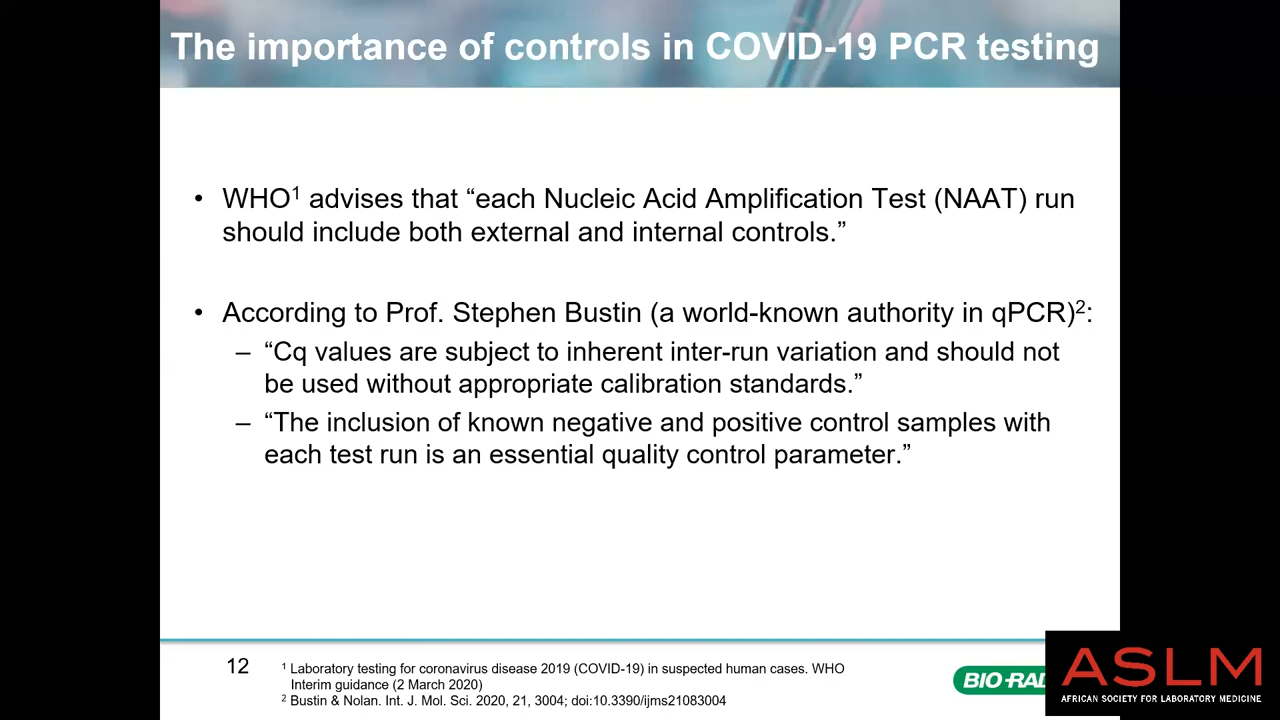 The importance of controls in COVID-19 PCR testing
• WHO¹ advises that “each Nucleic Acid Amplification Test (NAAT) run
should include both external and internal controls.”
• According to Prof. Stephen Bustin (a world-known authority in qPCR)²:
– “Cq values are subject to inherent inter-run variation and should not
be used without appropriate calibration standards.”
– “The inclusion of known negative and positive control samples with
each test run is an essential quality control parameter.”
12
¹ Laboratory testing for coronavirus disease 2019 (COVID-19) in suspected human cases. WHO
Interim guidance (2 March 2020)
² Bustin & Nolan. Int. J. Mol. Sci. 2020, 21, 3004; doi:10.3390/ijms21083004
BIO-RAD
ASLM
AFRICAN SOCIETY FOR LABORATORY MEDICINE